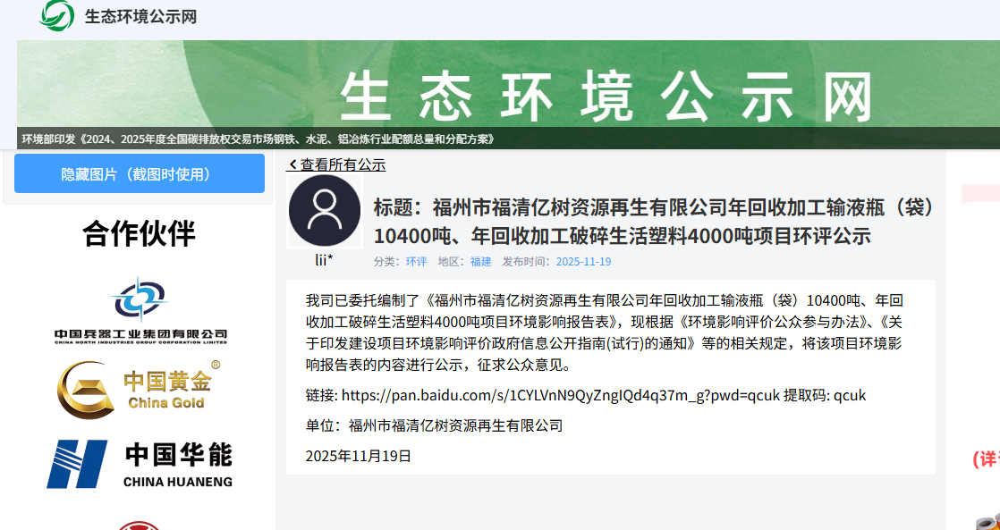 生态环境公示网
生态环境公示网
环境部印发《2024、2025年度全国碳排放权交易市场钢铁、水泥、铝冶炼行业配额总量和分配方案》
隐藏图片（截图时使用）
合作伙伴
中国兵器工业集团有限公司
CHINA NORTH INDUSTRIES GROUP CORPORATION LIMITED
中国黄金®
China Gold
中国华能
CHINA HUANENG
查看所有公示
lii*
标题：福州市福清亿树资源再生有限公司年回收加工输液瓶（袋）
10400吨、年回收加工破碎生活塑料4000吨项目环评公示
分类：环评 地区：福建 发布时间：2025-11-19
我司已委托编制了《福州市福清亿树资源再生有限公司年回收加工输液瓶（袋）10400吨、年回
收加工破碎生活塑料4000吨项目环境影响报告表》，现根据《环境影响评价公众参与办法》、《关
于印发建设项目环境影响评价政府信息公开指南(试行)的通知》等的相关规定，将该项目环境影
响报告表的内容进行公示，征求公众意见。
链接: https://pan.baidu.com/s/1CYLVnN9QyZngIQd4q37m_g?pwd=qcuk 提取码: qcuk
单位：福州市福清亿树资源再生有限公司
2025年11月19日